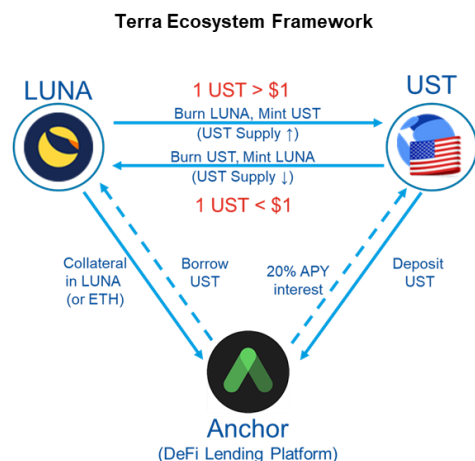 Terra Ecosystem Framework
LUNA
1 UST > $1
UST
Burn LUNA, Mint UST
(UST Supply ↑)
Burn UST, Mint LUNA
(UST Supply ↓)
1 UST < $1
Collateral
in LUNA
(or ETH)
Borrow
UST
20% APY
interest
Deposit
UST
Anchor
(DeFi Lending Platform)